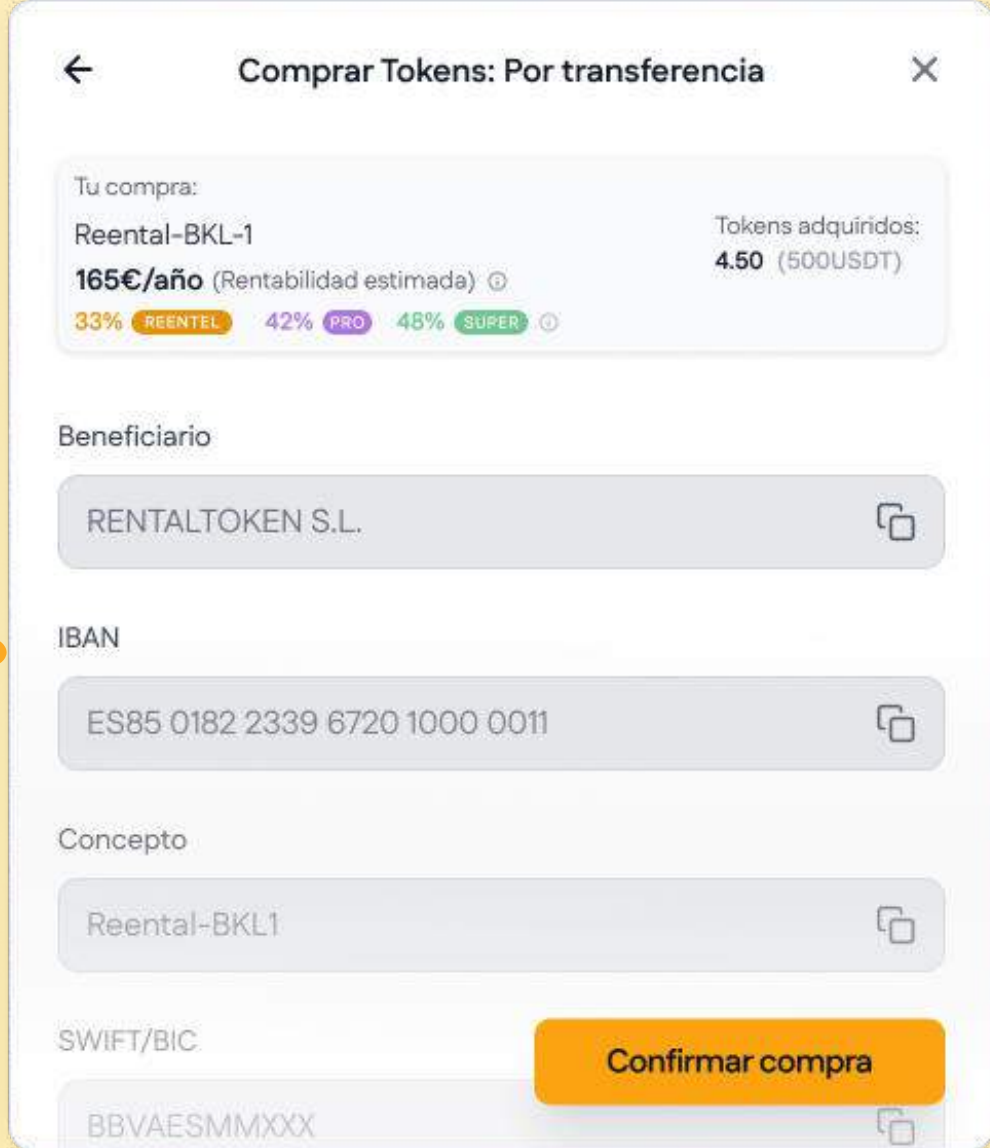 Comprar Tokens: Por transferencia
Tu compra:
Reental-BKL-1
165€/año (Rentabilidad estimada)
33% REENTEL 42% PRO 48% SUPER
Tokens adquiridos:
4.50 (500USDT)
Beneficiario
RENTALTOKEN S.L.
IBAN
ES85 0182 2339 6720 1000 0011
Concepto
Reental-BKL1
SWIFT/BIC
Confirmar compra
BBVAESMMXXX